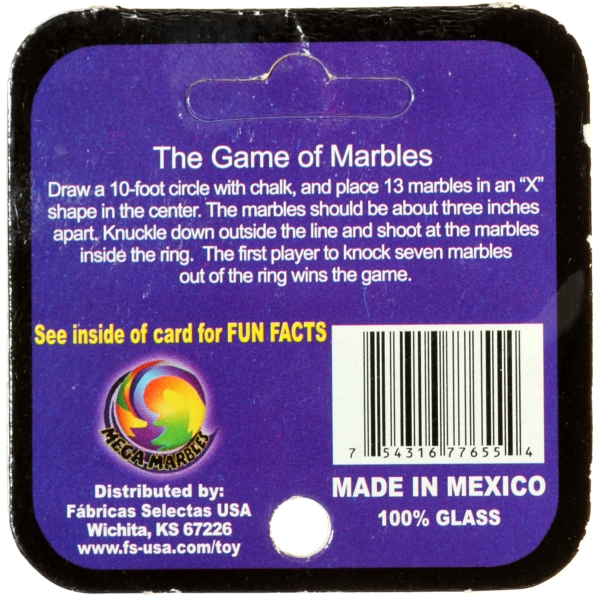 The Game of Marbles
Draw a 10-foot circle with chalk, and place 13 marbles in an “X”
shape in the center. The marbles should be about three inches
apart. Knuckle down outside the line and shoot at the marbles
inside the ring.  The first player to knock seven marbles
out of the ring wins the game.
See inside of card for FUN FACTS
MEGA-MARBLES
Distributed by:
Fábricas Selectas USA
Wichita, KS 67226
www.fs-usa.com/toy
7 54316 77655 4
MADE IN MEXICO
100% GLASS